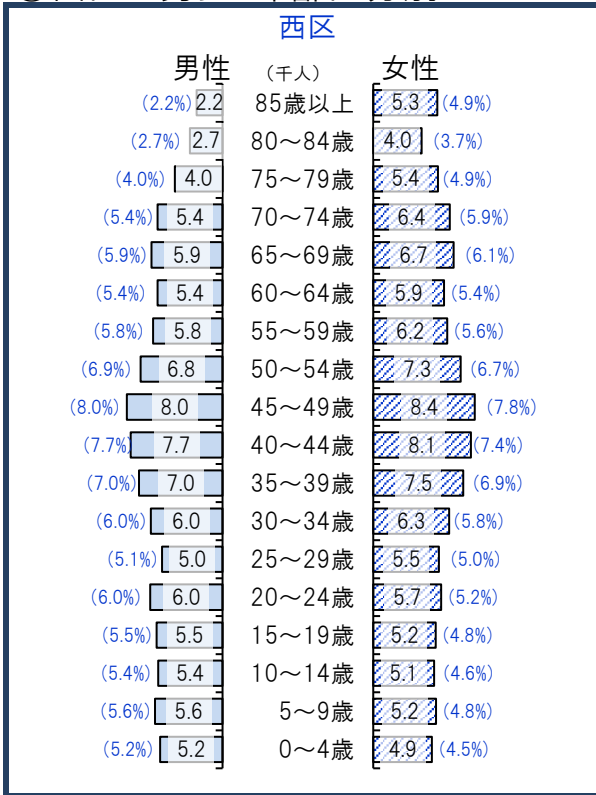 西区
男性 (千人) 女性
(2.2%) 2.2 85歳以上 5.3 (4.9%)
(2.7%) 2.7 80～84歳 4.0 (3.7%)
(4.0%) 4.0 75～79歳 5.4 (4.9%)
(5.4%) 5.4 70～74歳 6.4 (5.9%)
(5.9%) 5.9 65～69歳 6.7 (6.1%)
(5.4%) 5.4 60～64歳 5.9 (5.4%)
(5.8%) 5.8 55～59歳 6.2 (5.6%)
(6.9%) 6.8 50～54歳 7.3 (6.7%)
(8.0%) 8.0 45～49歳 8.4 (7.8%)
(7.7%) 7.7 40～44歳 8.1 (7.4%)
(7.0%) 7.0 35～39歳 7.5 (6.9%)
(6.0%) 6.0 30～34歳 6.3 (5.8%)
(5.1%) 5.0 25～29歳 5.5 (5.0%)
(6.0%) 6.0 20～24歳 5.7 (5.2%)
(5.5%) 5.5 15～19歳 5.2 (4.8%)
(5.4%) 5.4 10～14歳 5.1 (4.6%)
(5.6%) 5.6 5～9歳 5.2 (4.8%)
(5.2%) 5.2 0～4歳 4.9 (4.5%)